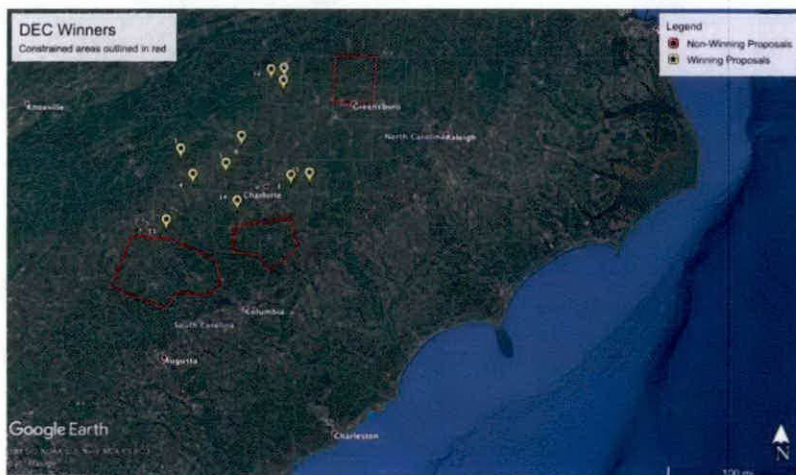 DEC Winners
Constrained areas outlined in red
Legend
Non-Winning Proposals
Winning Proposals
Knoxville
Greensboro
North Carolina
Raleigh
Charlotte
Columbia
South Carolina
Augusta
Charleston
Google Earth
N